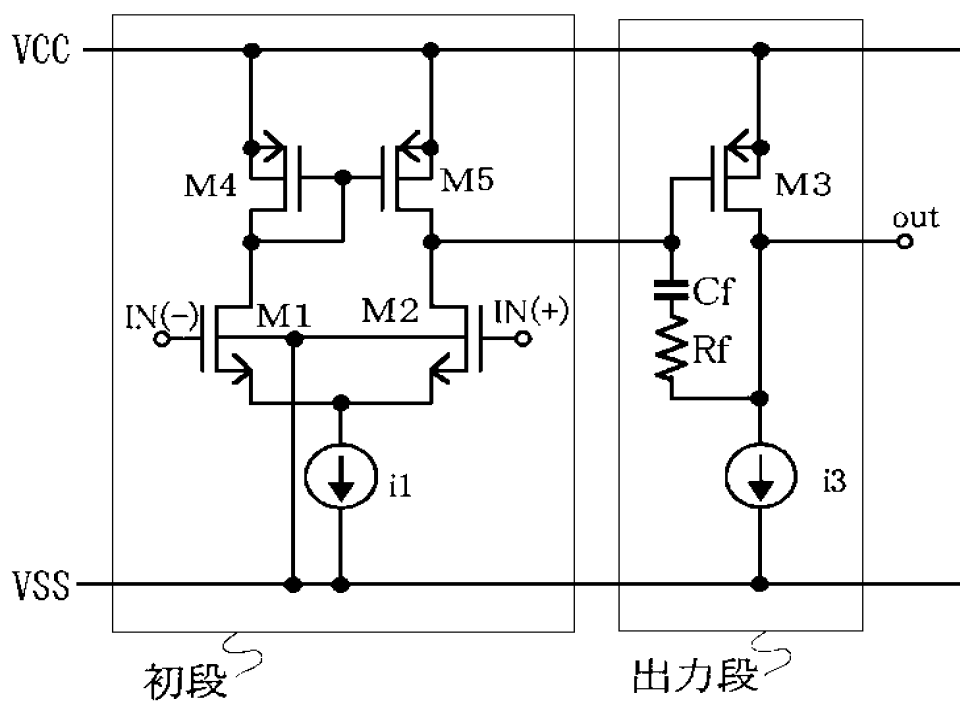 VCC
M4
M5
M3
out
IN(-)
M1
M2
IN(+)
Cf
Rf
i1
i3
VSS
初段
出力段